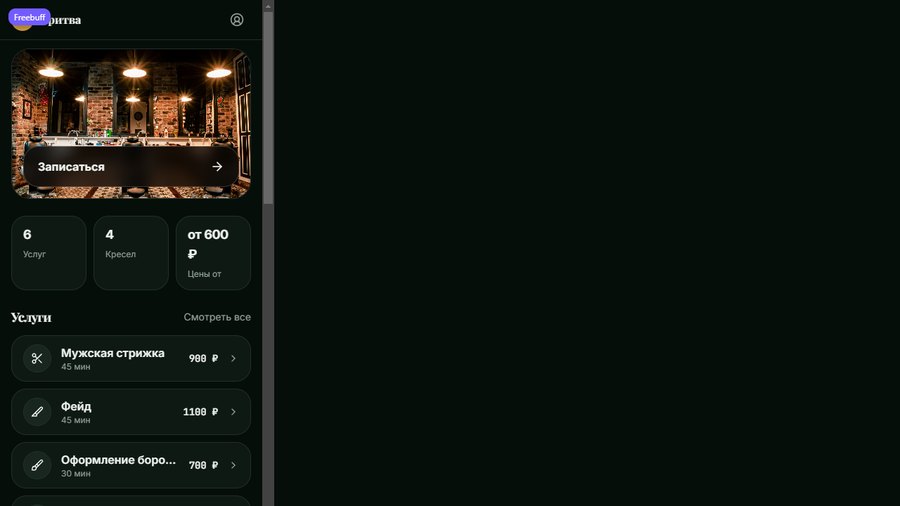 Freebuff
ритва
Записаться
6
Услуг
4
Кресел
от 600
₽
Цены от
Услуги
Смотреть все
Мужская стрижка
45 мин
900 ₽
Фейд
45 мин
1100 ₽
Оформление боро...
30 мин
700 ₽